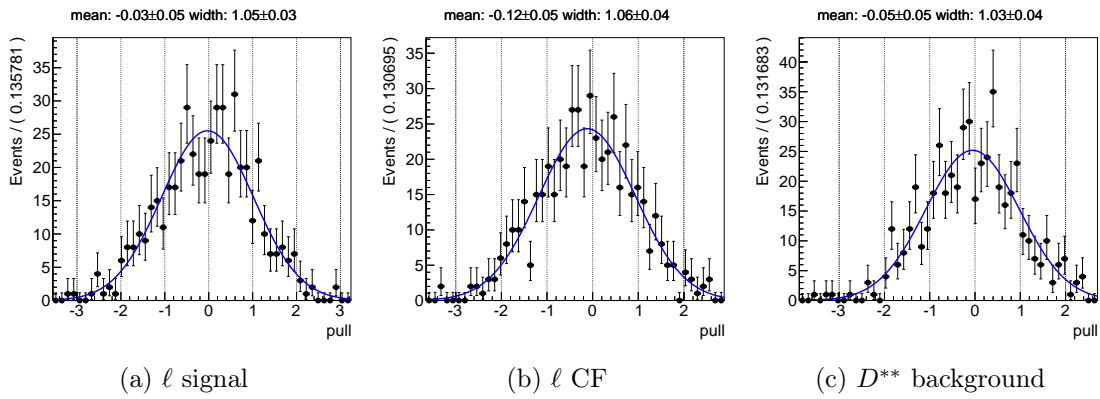 mean: -0.03±0.05 width: 1.05±0.03
Events / ( 0.135781 )
35
30
25
20
15
10
5
0
-3 -2 -1 0 1 2 3
pull
(a) ℓ signal
mean: -0.12±0.05 width: 1.06±0.04
Events / ( 0.130695 )
35
30
25
20
15
10
5
0
-3 -2 -1 0 1 2
pull
(b) ℓ CF
mean: -0.05±0.05 width: 1.03±0.04
Events / ( 0.131683 )
40
35
30
25
20
15
10
5
0
-3 -2 -1 0 1 2
pull
(c) D** background